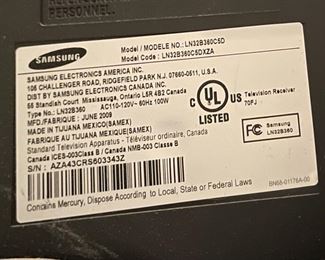 REFER
PERSONNEL.
SAMSUNG
Model / MODELE NO.: LN32B360C5D
Model Code : LN32B360C5DXZA
SAMSUNG ELECTRONICS AMERICA INC.
105 CHALLENGER ROAD, RIDGEFIELD PARK N.J. 07660-0511, U.S.A.
DIST BY SAMSUNG ELECTRONICS CANADA INC.
55 Standish Court Mississauga, Ontario L5R 4B2 Canada
Type No: LN32B360 AC110-120V~ 60Hz 100W
MFD./FABRIQUE : JUNE 2009
MADE IN TIJUANA MEXICO(SAMEX)
FABRIQUE AU TIJUANA MEXIQUE(SAMEX)
Standard Television Apparatus - Téléviseur ordinaire, Canada
Canada ICES-003Class B / Canada NMB-003 Classe B
S/N : AZA43CRS603343Z
C UL US
LISTED
Television Receiver
70FJ
FC
Samsung
LN32B360
Contains Mercury, Dispose According to Local, State or Federal Laws
BN68-01176A-00